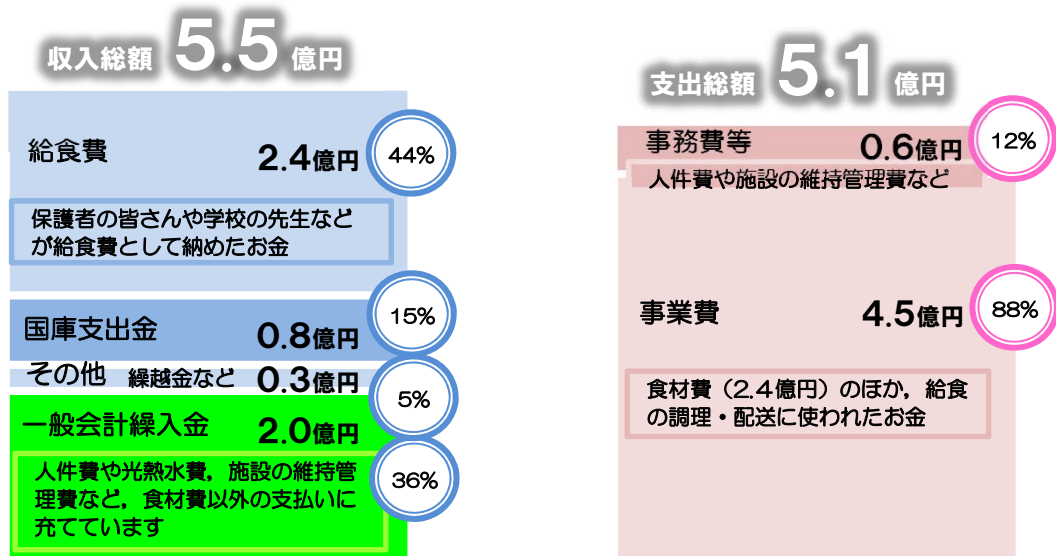 収入総額 5.5 億円
給食費 2.4億円 44%
保護者の皆さんや学校の先生など
が給食費として納めたお金
国庫支出金 0.8億円 15%
その他 繰越金など 0.3億円 5%
一般会計繰入金 2.0億円 36%
人件費や光熱水費，施設の維持管
理費など，食材費以外の支払いに
充てています
支出総額 5.1 億円
事務費等 0.6億円 12%
人件費や施設の維持管理費など
事業費 4.5億円 88%
食材費（2.4億円）のほか，給食
の調理・配送に使われたお金